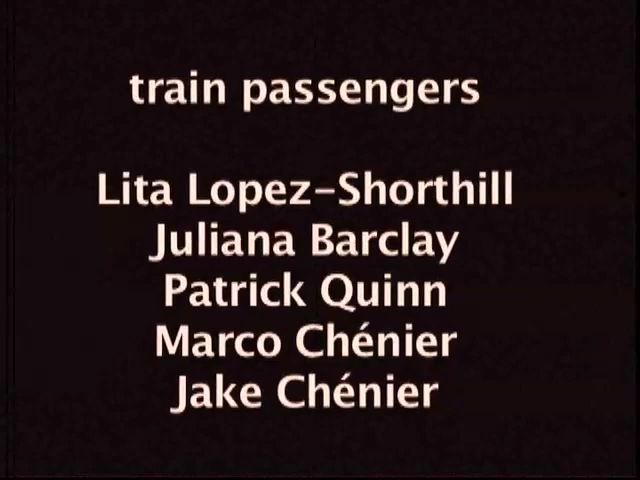 train passengers
Lita Lopez-Shorthill
Juliana Barclay
Patrick Quinn
Marco Chénier
Jake Chénier